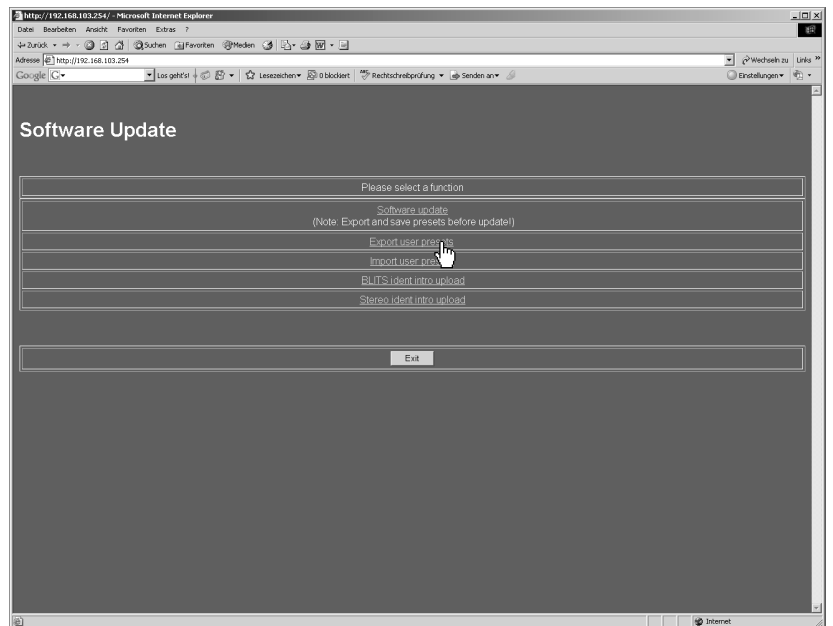 http://192.168.103.254/ - Microsoft Internet Explorer
Datei Bearbeiten Ansicht Favoriten Extras ?
Zurück Suchen Favoriten Medien
Adresse http://192.168.103.254 Wechseln zu Links »
Google G Los geht's! Lesezeichen 0 blockiert Rechtschreibprüfung Senden an Einstellungen
Software Update
Please select a function
Software update
(Note: Export and save presets before update!)
Export user presets
Import user pre
BLITS ident intro upload
Stereo ident intro upload
Exit
Internet